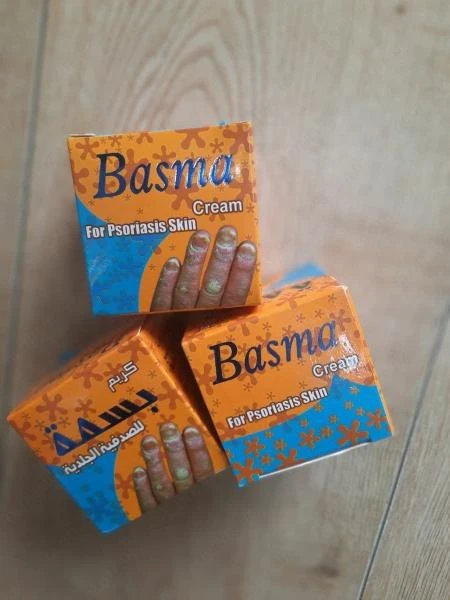 Basma
Cream
For Psoriasis Skin
كريم
بسمة
للصدفية الجلدية
Basma
Cream
For Psoriasis Skin